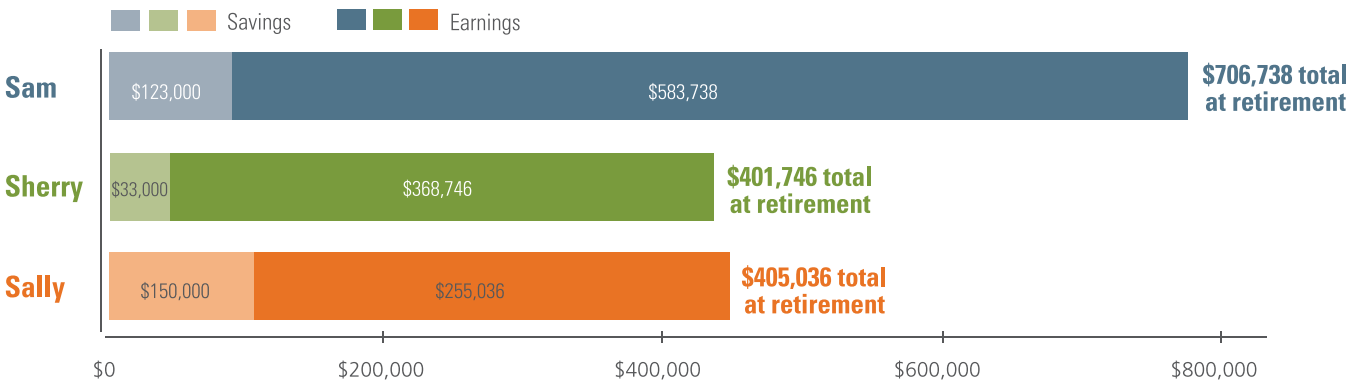 Savings Earnings
Sam
$123,000 $583,738
$706,738 total
at retirement
Sherry
$33,000 $368,746
$401,746 total
at retirement
Sally
$150,000 $255,036
$405,036 total
at retirement
$0 $200,000 $400,000 $600,000 $800,000